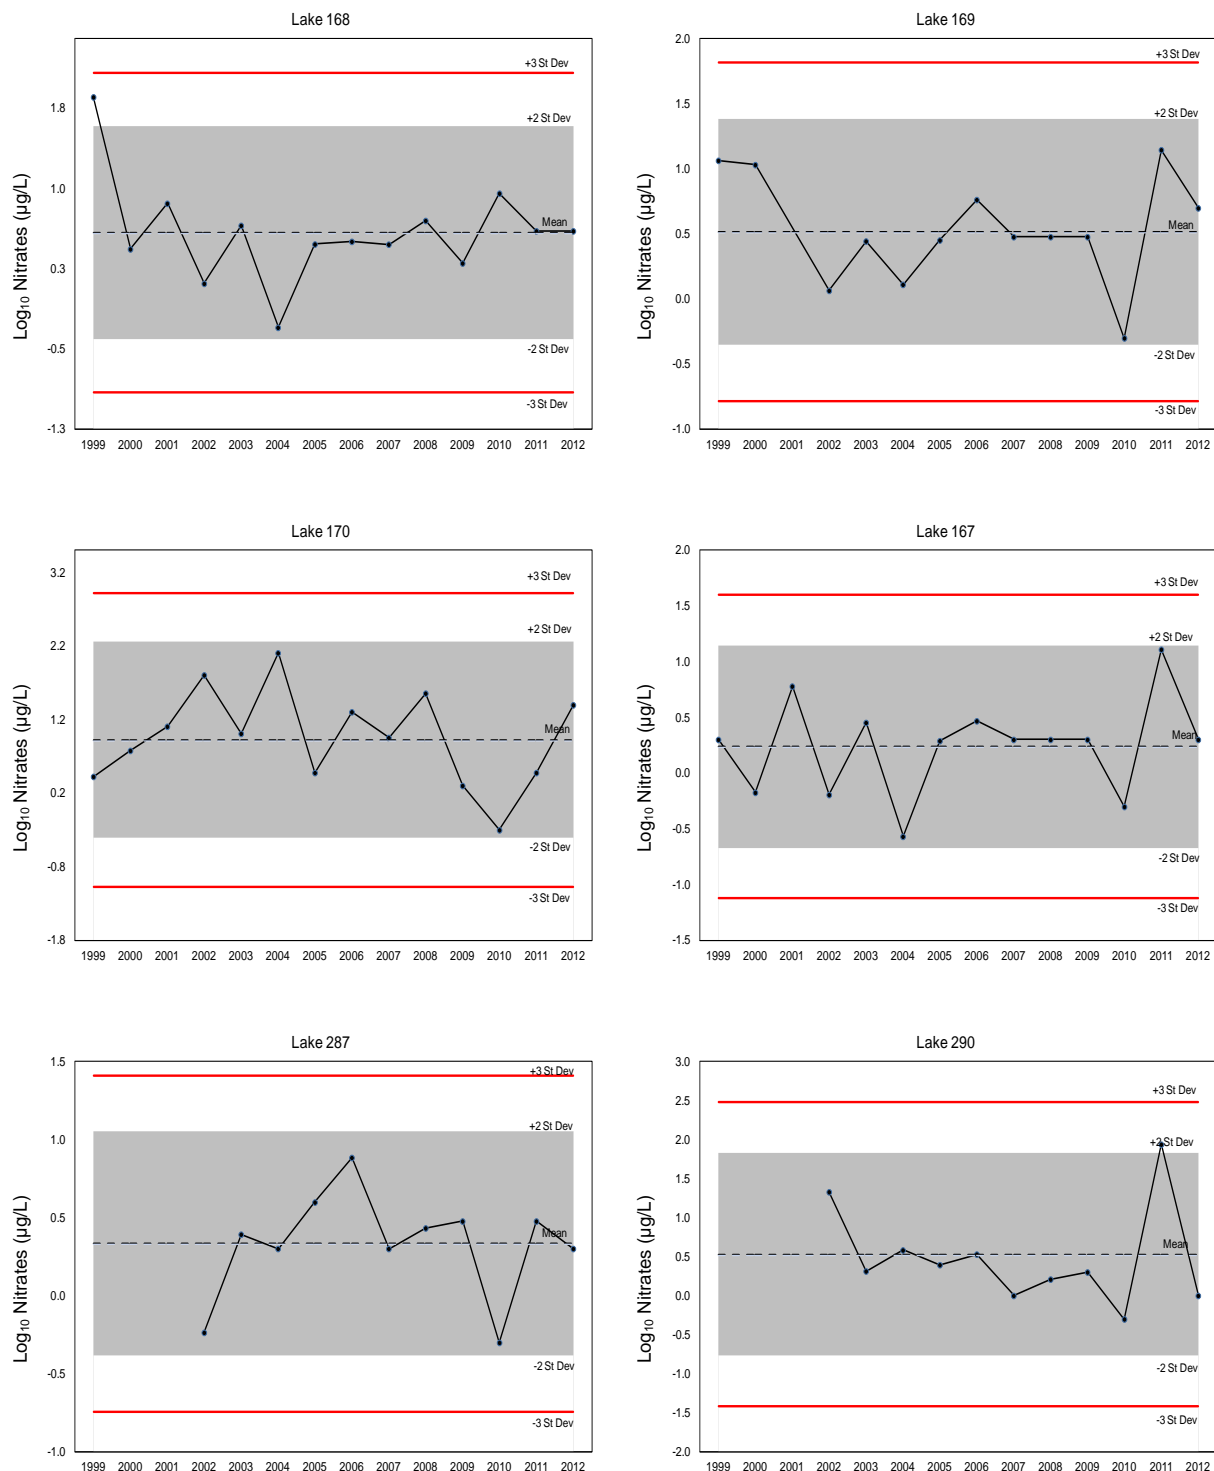 Lake 168
+3 St Dev
1.8
+2 St Dev
1.0
Mean
0.3
-0.5
-2 St Dev
-3 St Dev
-1.3
Log10 Nitrates (µg/L)
1999 2000 2001 2002 2003 2004 2005 2006 2007 2008 2009 2010 2011 2012
Lake 169
2.0
+3 St Dev
1.5
+2 St Dev
1.0
Mean
0.5
0.0
-2 St Dev
-0.5
-3 St Dev
-1.0
Log10 Nitrates (µg/L)
1999 2000 2001 2002 2003 2004 2005 2006 2007 2008 2009 2010 2011 2012
Lake 170
3.2
+3 St Dev
+2 St Dev
2.2
Mean
1.2
0.2
-2 St Dev
-0.8
-3 St Dev
-1.8
Log10 Nitrates (µg/L)
1999 2000 2001 2002 2003 2004 2005 2006 2007 2008 2009 2010 2011 2012
Lake 167
2.0
+3 St Dev
1.5
+2 St Dev
1.0
0.5
Mean
0.0
-0.5
-2 St Dev
-1.0
-3 St Dev
-1.5
Log10 Nitrates (µg/L)
1999 2000 2001 2002 2003 2004 2005 2006 2007 2008 2009 2010 2011 2012
Lake 287
1.5
+3 St Dev
+2 St Dev
1.0
0.5
Mean
0.0
-2 St Dev
-0.5
-3 St Dev
-1.0
Log10 Nitrates (µg/L)
1999 2000 2001 2002 2003 2004 2005 2006 2007 2008 2009 2010 2011 2012
Lake 290
3.0
+3 St Dev
2.5
+2 St Dev
2.0
1.5
1.0
Mean
0.5
0.0
-0.5
-2 St Dev
-1.0
-3 St Dev
-1.5
-2.0
Log10 Nitrates (µg/L)
1999 2000 2001 2002 2003 2004 2005 2006 2007 2008 2009 2010 2011 2012